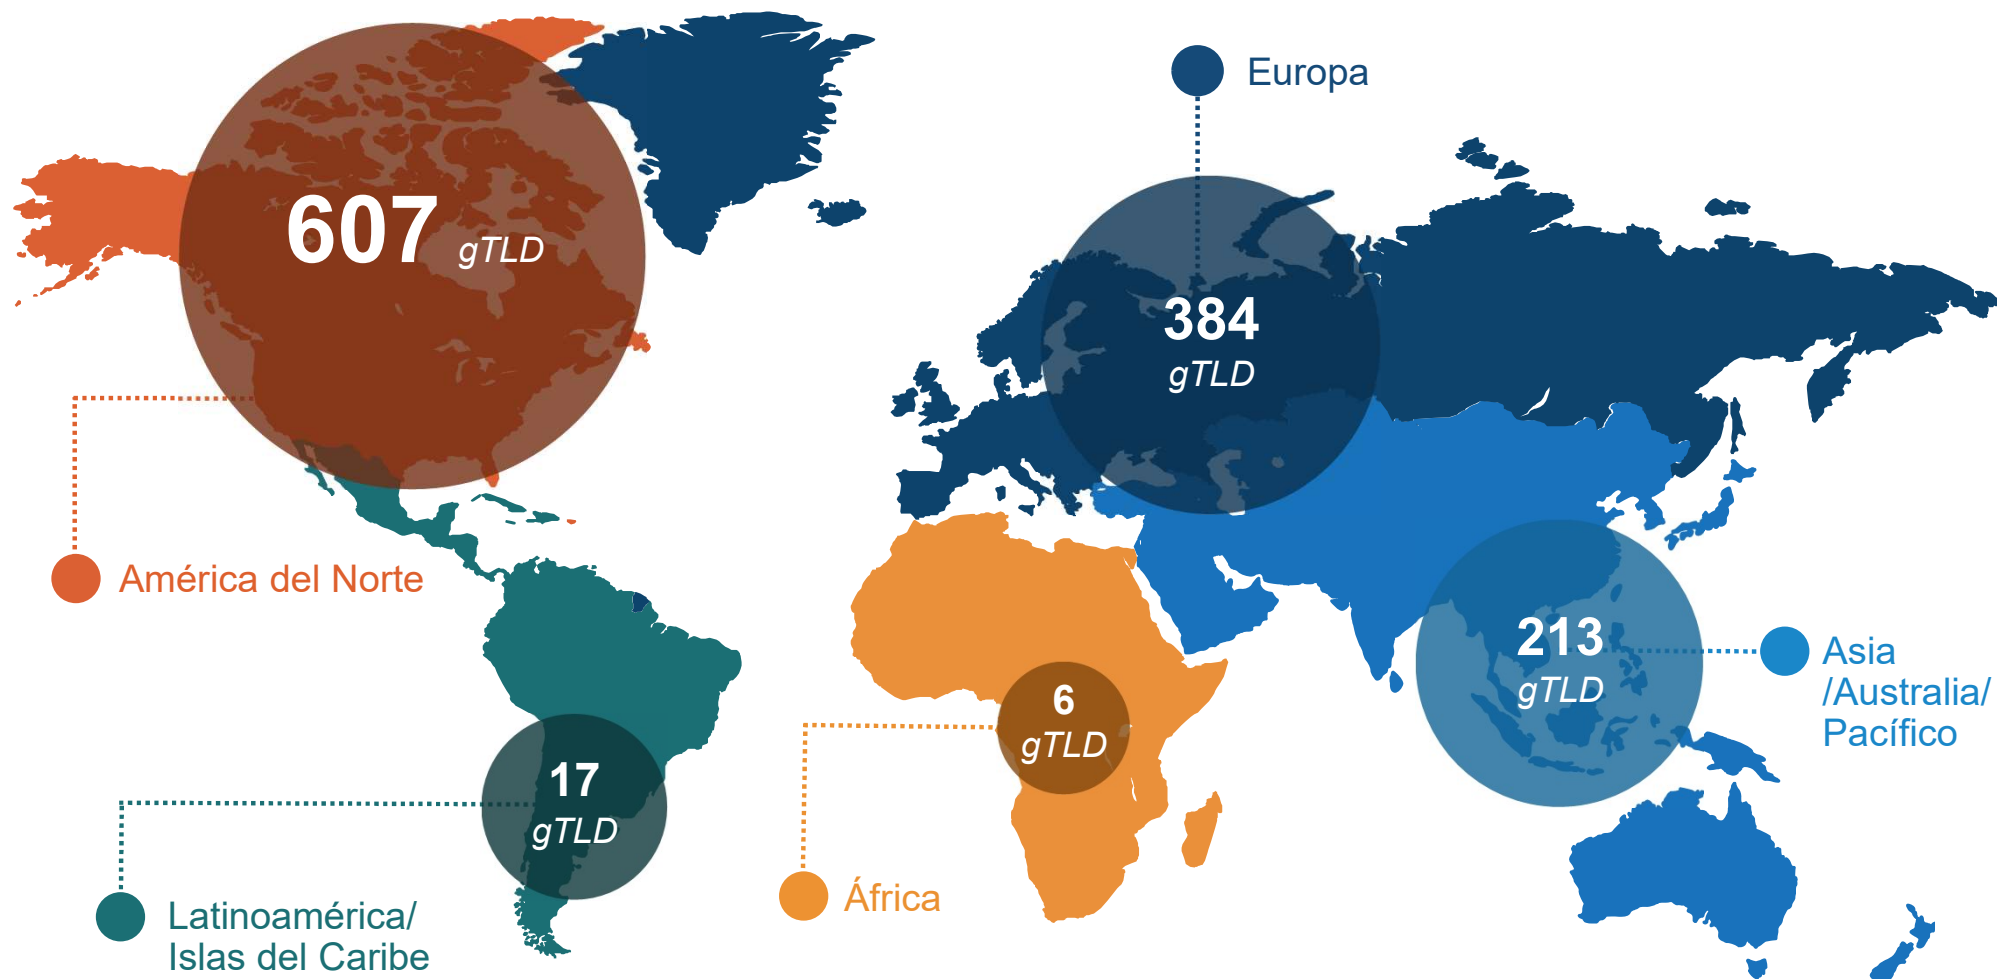 Europa
607 gTLD
384
gTLD
América del Norte
213
gTLD
Asia
/Australia/
Pacífico
6
gTLD
17
gTLD
África
Latinoamérica/
Islas del Caribe